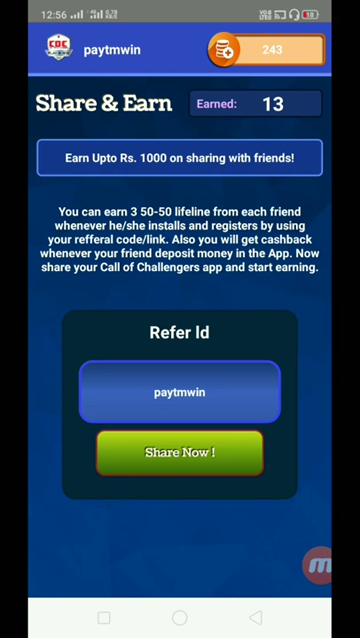 12:56
paytmwin
243
Share & Earn
Earned: 13
Earn Upto Rs. 1000 on sharing with friends!
You can earn 3 50-50 lifeline from each friend
whenever he/she installs and registers by using
your refferal code/link. Also you will get cashback
whenever your friend deposit money in the App. Now
share your Call of Challengers app and start earning.
Refer Id
paytmwin
Share Now !